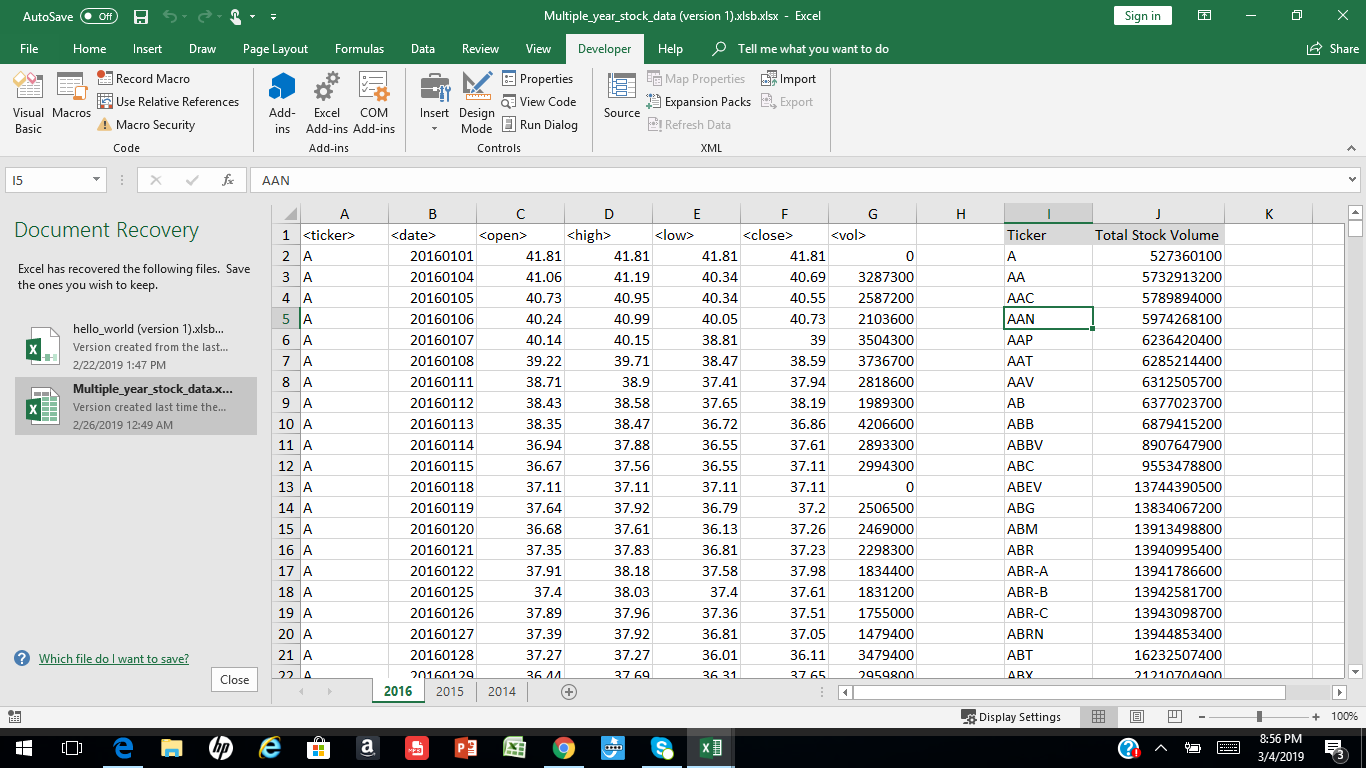 AutoSave Off Multiple_year_stock_data (version 1).xlsb.xlsx - Excel Sign in
File Home Insert Draw Page Layout Formulas Data Review View Developer Help Tell me what you want to do Share
Visual Basic
Macros
Record Macro
Use Relative References
Macro Security
Code
Add-ins
Excel Add-ins
COM Add-ins
Add-ins
Insert
Design Mode
Properties
View Code
Run Dialog
Controls
Source
Map Properties
Expansion Packs
Refresh Data
Import
Export
XML
I5 fx AAN
Document Recovery
Excel has recovered the following files. Save
the ones you wish to keep.
hello_world (version 1).xlsb...
Version created from the last...
2/22/2019 1:47 PM
Multiple_year_stock_data.x...
Version created last time the...
2/26/2019 12:49 AM
Which file do I want to save?
Close
A B C D E F G H I J K
1 <ticker> <date> <open> <high> <low> <close> <vol> Ticker Total Stock Volume
2 A 20160101 41.81 41.81 41.81 41.81 0 A 527360100
3 A 20160104 41.06 41.19 40.34 40.69 3287300 AA 5732913200
4 A 20160105 40.73 40.95 40.34 40.55 2587200 AAC 5789894000
5 A 20160106 40.24 40.99 40.05 40.73 2103600 AAN 5974268100
6 A 20160107 40.14 40.15 38.81 39 3504300 AAP 6236420400
7 A 20160108 39.22 39.71 38.47 38.59 3736700 AAT 6285214400
8 A 20160111 38.71 38.9 37.41 37.94 2818600 AAV 6312505700
9 A 20160112 38.43 38.58 37.65 38.19 1989300 AB 6377023700
10 A 20160113 38.35 38.47 36.72 36.86 4206600 ABB 6879415200
11 A 20160114 36.94 37.88 36.55 37.61 2893300 ABBV 8907647900
12 A 20160115 36.67 37.56 36.55 37.11 2994300 ABC 9553478800
13 A 20160118 37.11 37.11 37.11 37.11 0 ABEV 13744390500
14 A 20160119 37.64 37.92 36.79 37.2 2506500 ABG 13834067200
15 A 20160120 36.68 37.61 36.13 37.26 2469000 ABM 13913498800
16 A 20160121 37.35 37.83 36.81 37.23 2298300 ABR 13940995400
17 A 20160122 37.91 38.18 37.58 37.98 1834400 ABR-A 13941786600
18 A 20160125 37.4 38.03 37.4 37.61 1831200 ABR-B 13942581700
19 A 20160126 37.89 37.96 37.36 37.51 1755000 ABR-C 13943098700
20 A 20160127 37.39 37.92 36.81 37.05 1479400 ABRN 13944853400
21 A 20160128 37.27 37.27 36.01 36.11 3479400 ABT 16232507400
22 A 20160129 36.44 37.69 36.31 37.65 2959800 ABX 21210704900
2016 2015 2014
Display Settings 100%
8:56 PM
3/4/2019
3